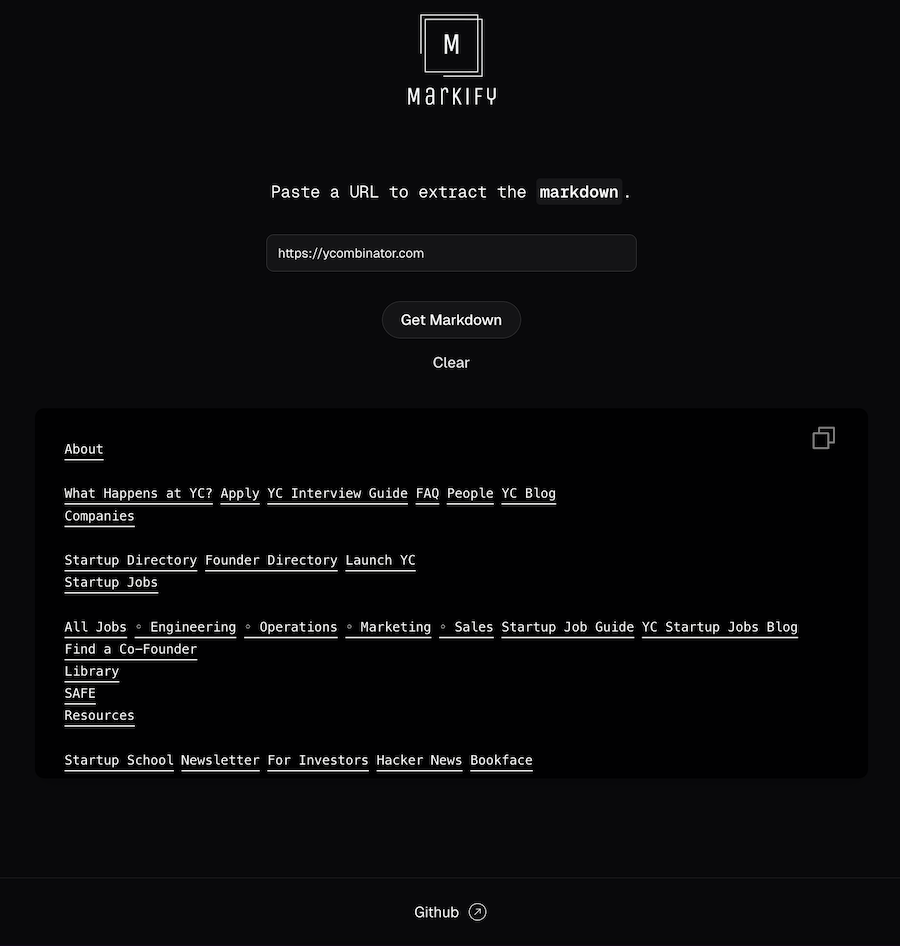 M
Markify
Paste a URL to extract the markdown.
https://ycombinator.com
Get Markdown
Clear
About
What Happens at YC? Apply YC Interview Guide FAQ People YC Blog
Companies
Startup Directory Founder Directory Launch YC
Startup Jobs
All Jobs ◦ Engineering ◦ Operations ◦ Marketing ◦ Sales Startup Job Guide YC Startup Jobs Blog
Find a Co-Founder
Library
SAFE
Resources
Startup School Newsletter For Investors Hacker News Bookface
Github